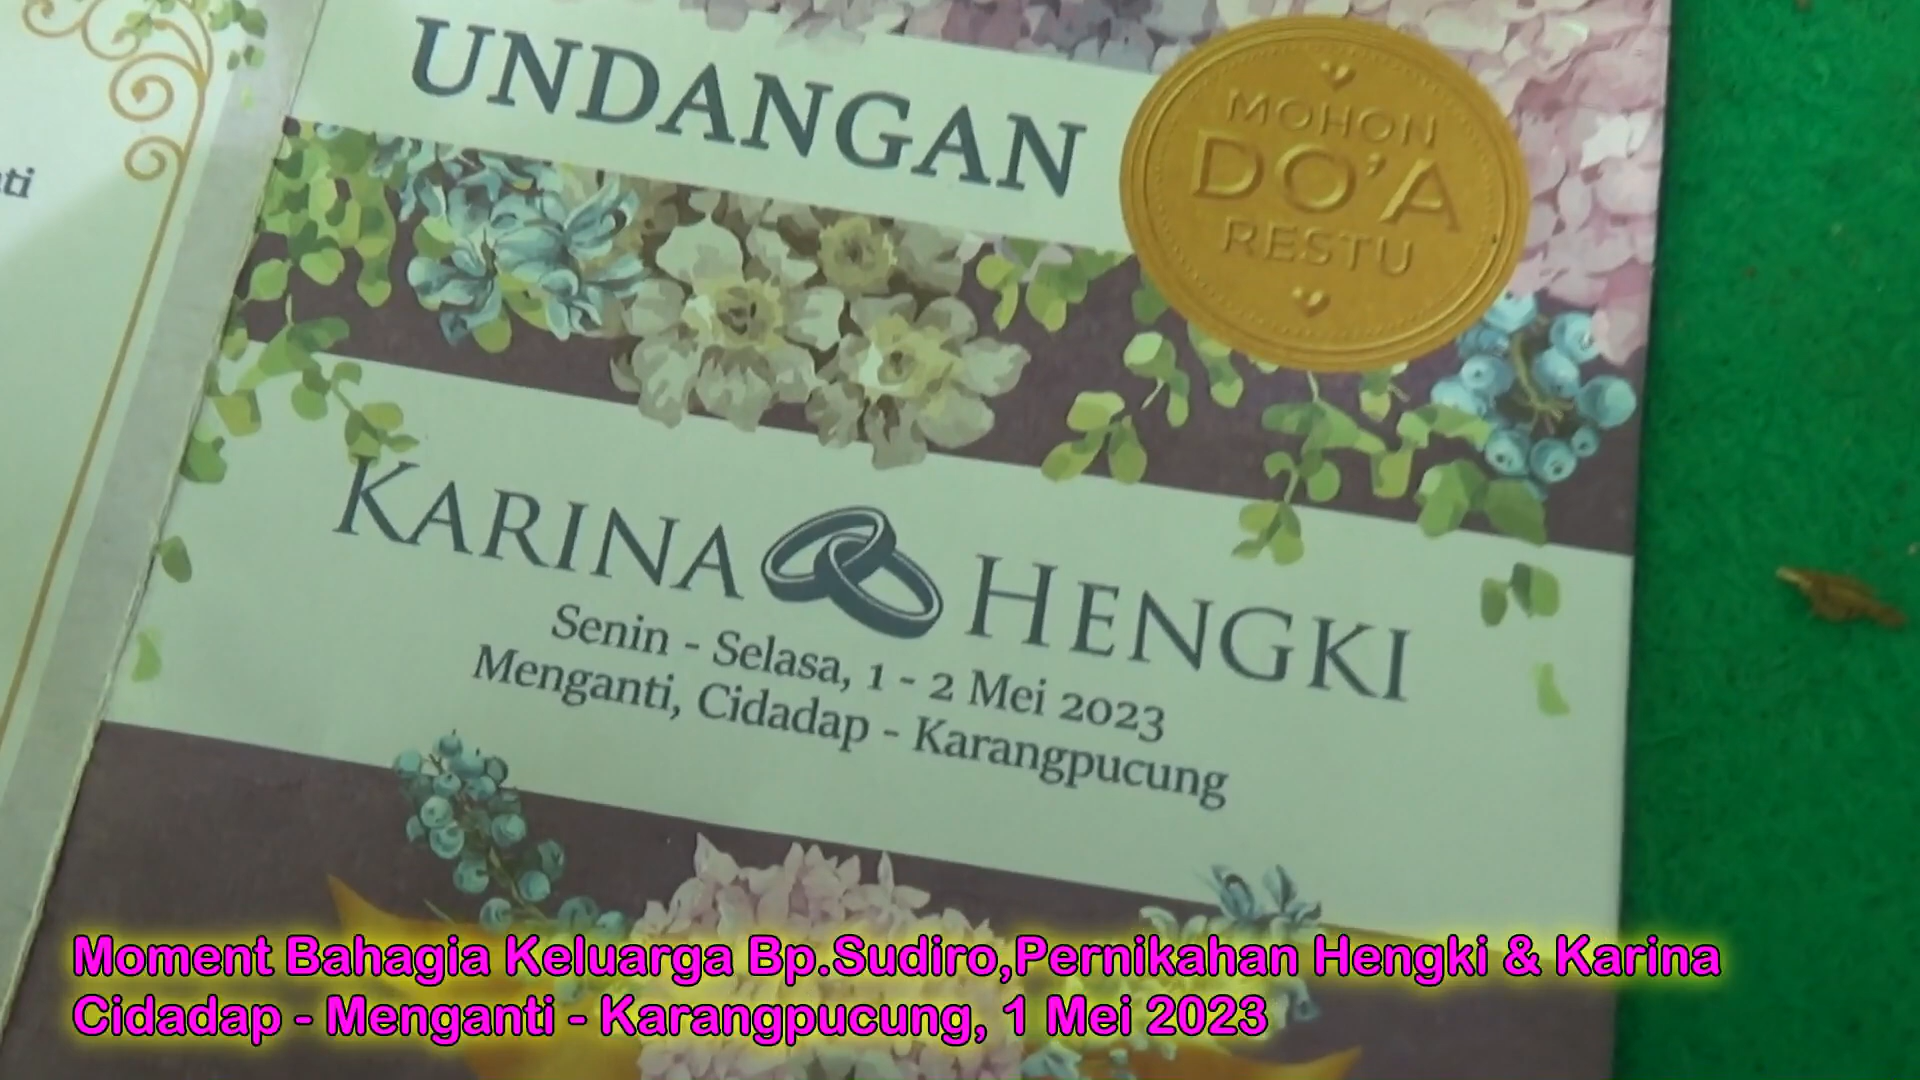 UNDANGAN
MOHON
DO'A
RESTU
KARINA HENGKI
Senin - Selasa, 1 - 2 Mei 2023
Menganti, Cidadap - Karangpucung
Moment Bahagia Keluarga Bp.Sudiro,Pernikahan Hengki & Karina
Cidadap - Menganti - Karangpucung, 1 Mei 2023